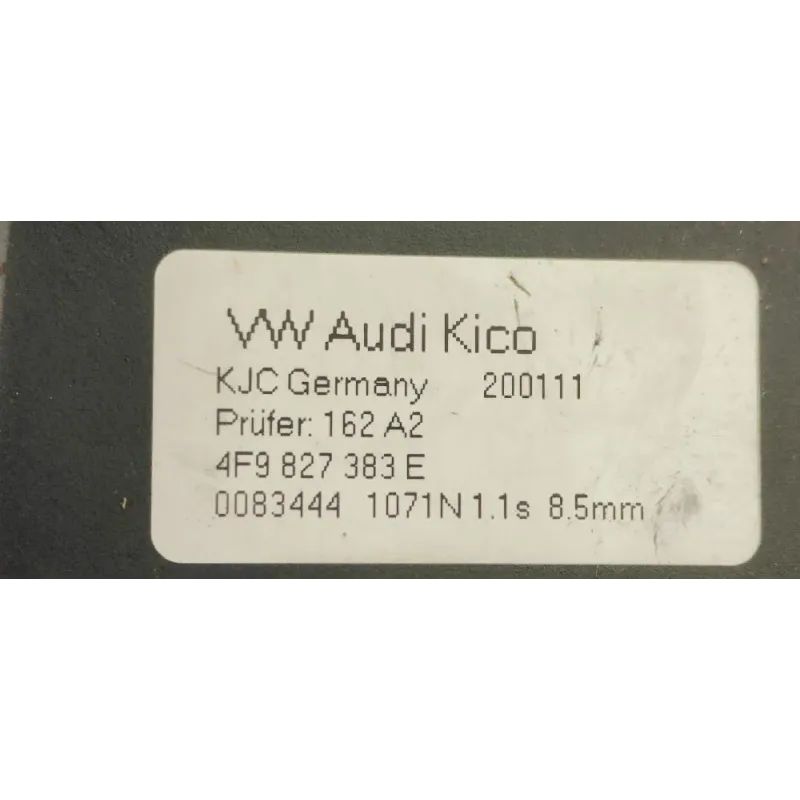 VW Audi Kico
KJC Germany 200111
Prüfer: 162 A2
4F9 827 383 E
0083444 1071N 1.1s 8.5mm